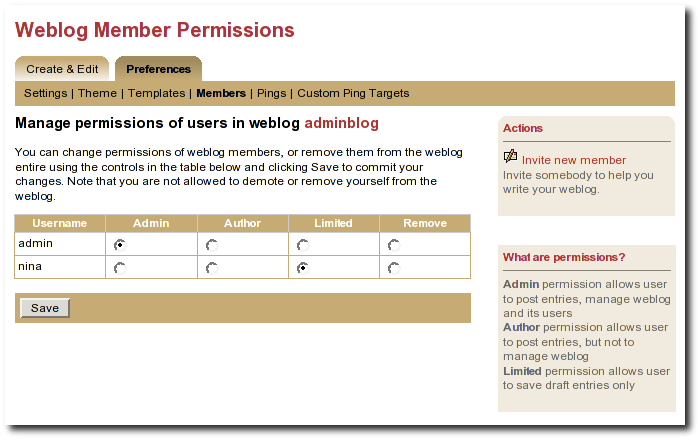 Weblog Member Permissions
Create & Edit Preferences
Settings | Theme | Templates | Members | Pings | Custom Ping Targets
Manage permissions of users in weblog adminblog
You can change permissions of weblog members, or remove them from the weblog
entire using the controls in the table below and clicking Save to commit your
changes. Note that you are not allowed to demote or remove yourself from the
weblog.
Username Admin Author Limited Remove
admin
nina
Save
Actions
Invite new member
Invite somebody to help you
write your weblog.
What are permissions?
Admin permission allows user
to post entries, manage weblog
and its users
Author permission allows user
to post entries, but not to
manage weblog
Limited permission allows user
to save draft entries only